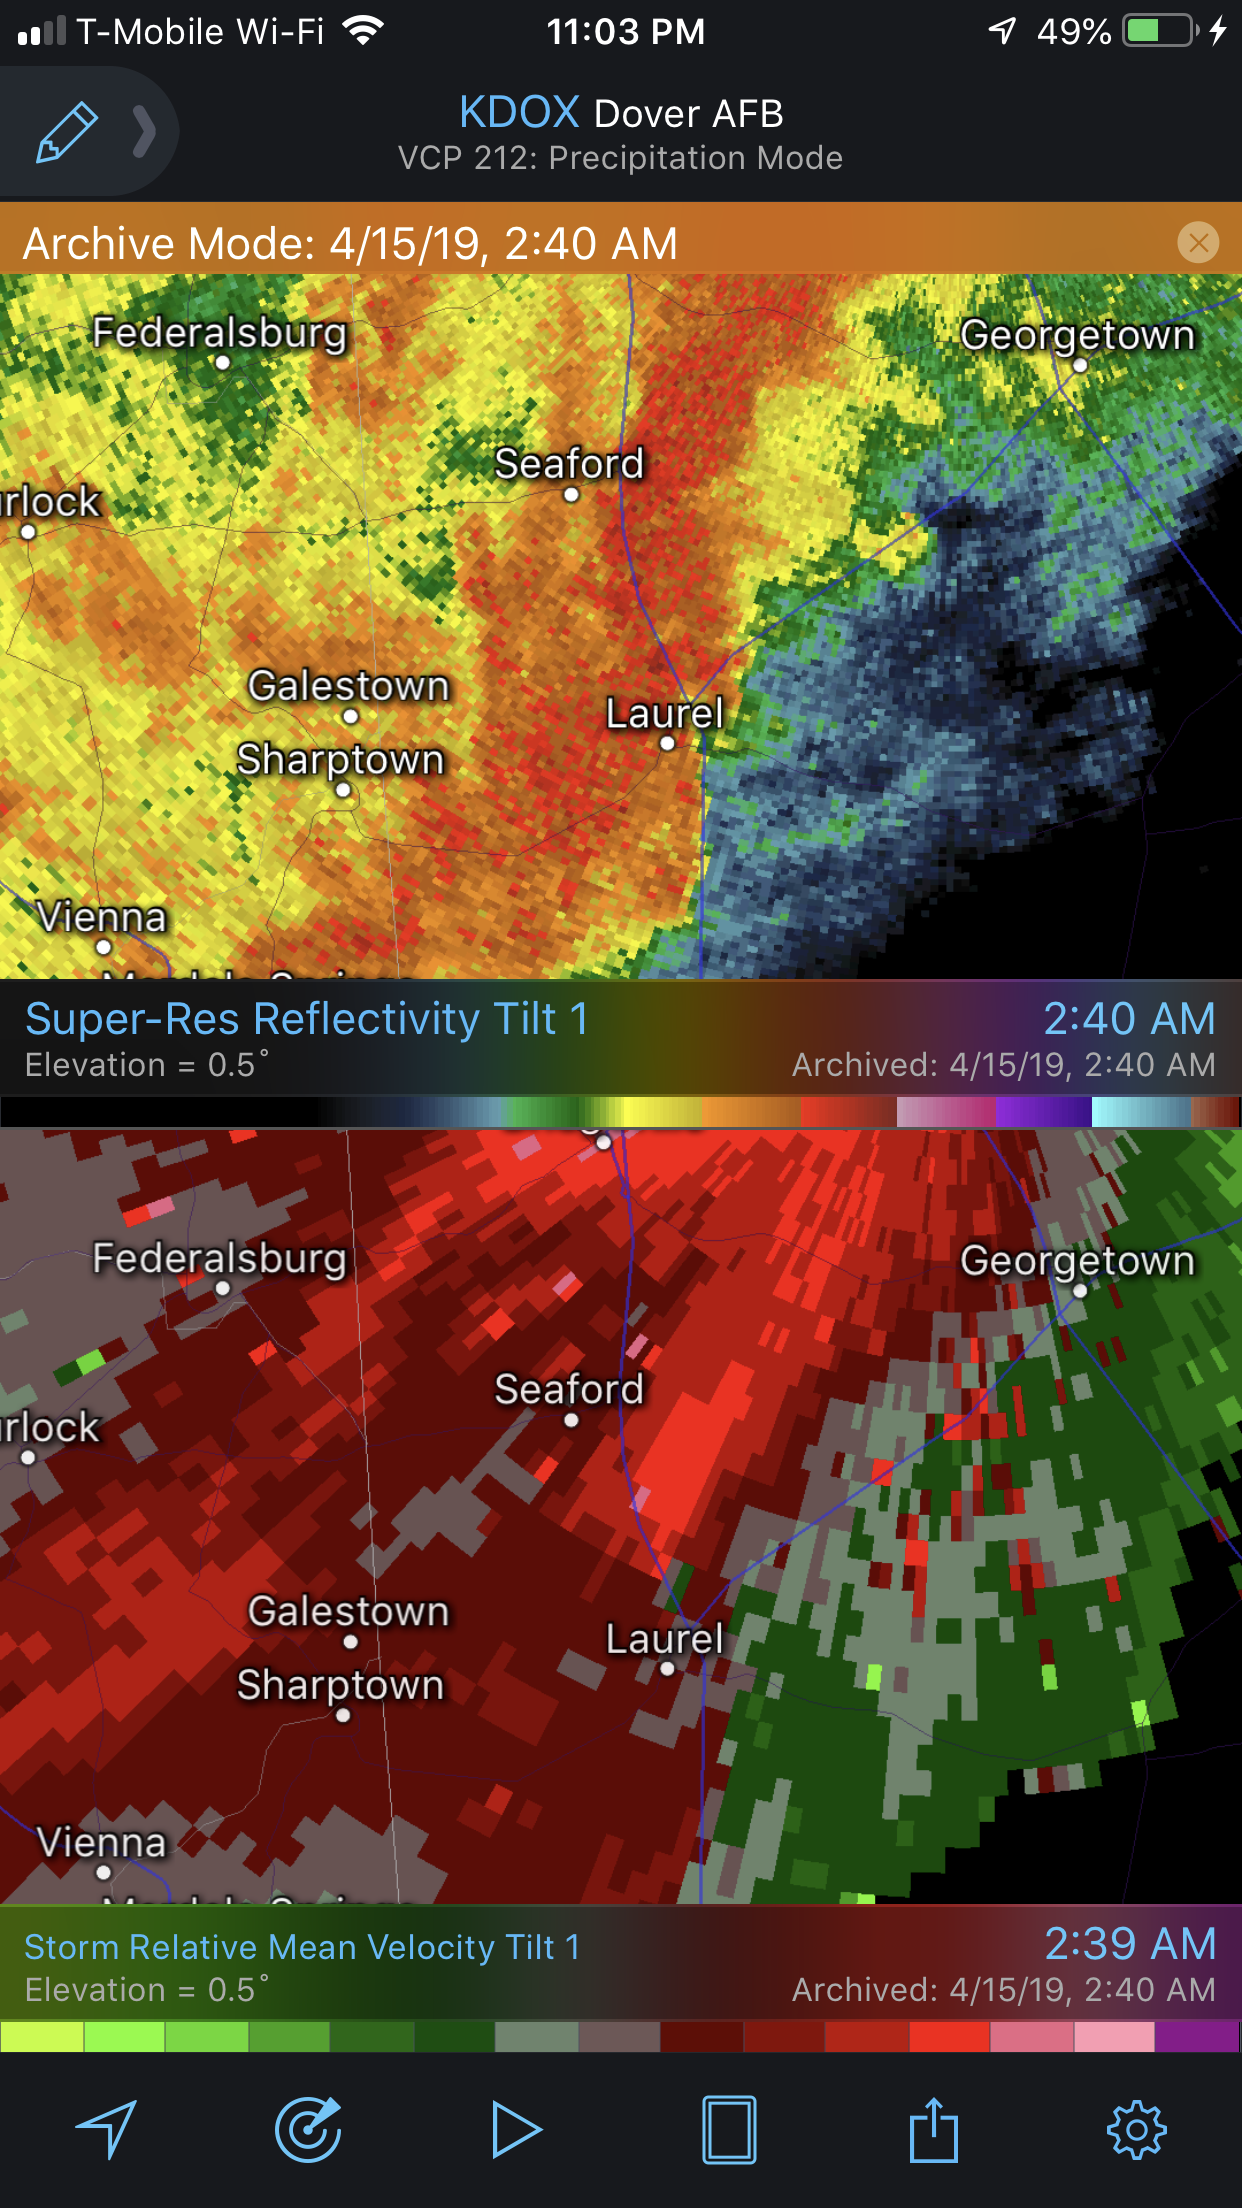 T-Mobile Wi-Fi 11:03 PM 49%
KDOX Dover AFB
VCP 212: Precipitation Mode
Archive Mode: 4/15/19, 2:40 AM
Federalsburg Georgetown
Seaford
rlock
Galestown
Laurel
Sharptown
Vienna
Super-Res Reflectivity Tilt 1 2:40 AM
Elevation = 0.5° Archived: 4/15/19, 2:40 AM
Federalsburg Georgetown
Seaford
rlock
Galestown
Laurel
Sharptown
Vienna
Storm Relative Mean Velocity Tilt 1 2:39 AM
Elevation = 0.5° Archived: 4/15/19, 2:40 AM